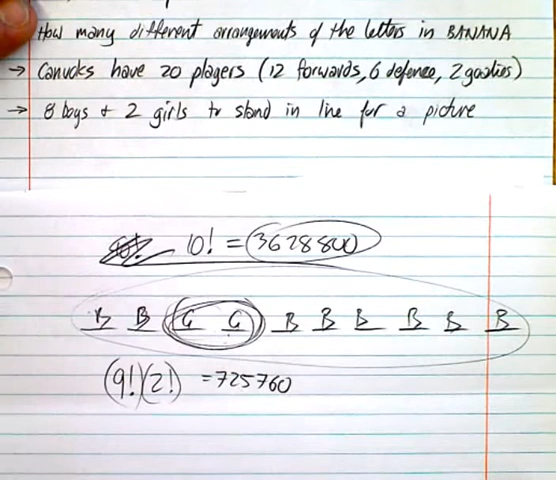 How many different arrangements of the letters in BANANA
→ Canucks have 20 players (12 forwards, 6 defence, 2 goalies)
→ 8 boys + 2 girls to stand in line for a picture
10! = 3628800
B B G G B B B B B B
(9!)(2!) = 725760